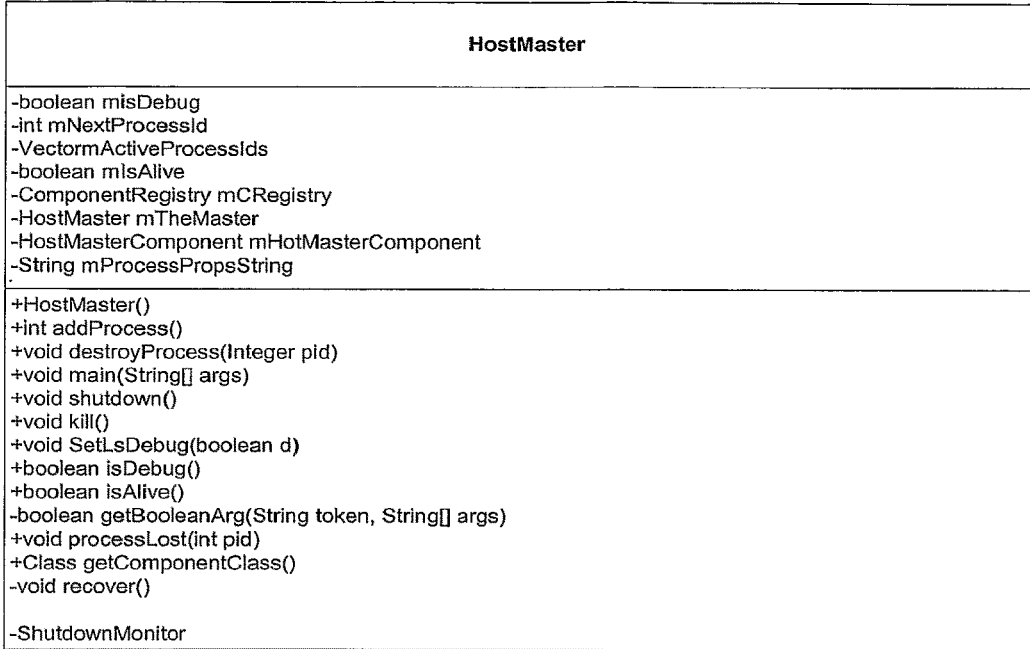 HostMaster
-boolean misDebug
-int mNextProcessId
-VectormActiveProcessIds
-boolean mIsAlive
-ComponentRegistry mCRegistry
-HostMaster mTheMaster
-HostMasterComponent mHotMasterComponent
-String mProcessPropsString
+HostMaster()
+int addProcess()
+void destroyProcess(Integer pid)
+void main(String[] args)
+void shutdown()
+void kill()
+void SetLsDebug(boolean d)
+boolean isDebug()
+boolean isAlive()
-boolean getBooleanArg(String token, String[] args)
+void processLost(int pid)
+Class getComponentClass()
-void recover()
-ShutdownMonitor